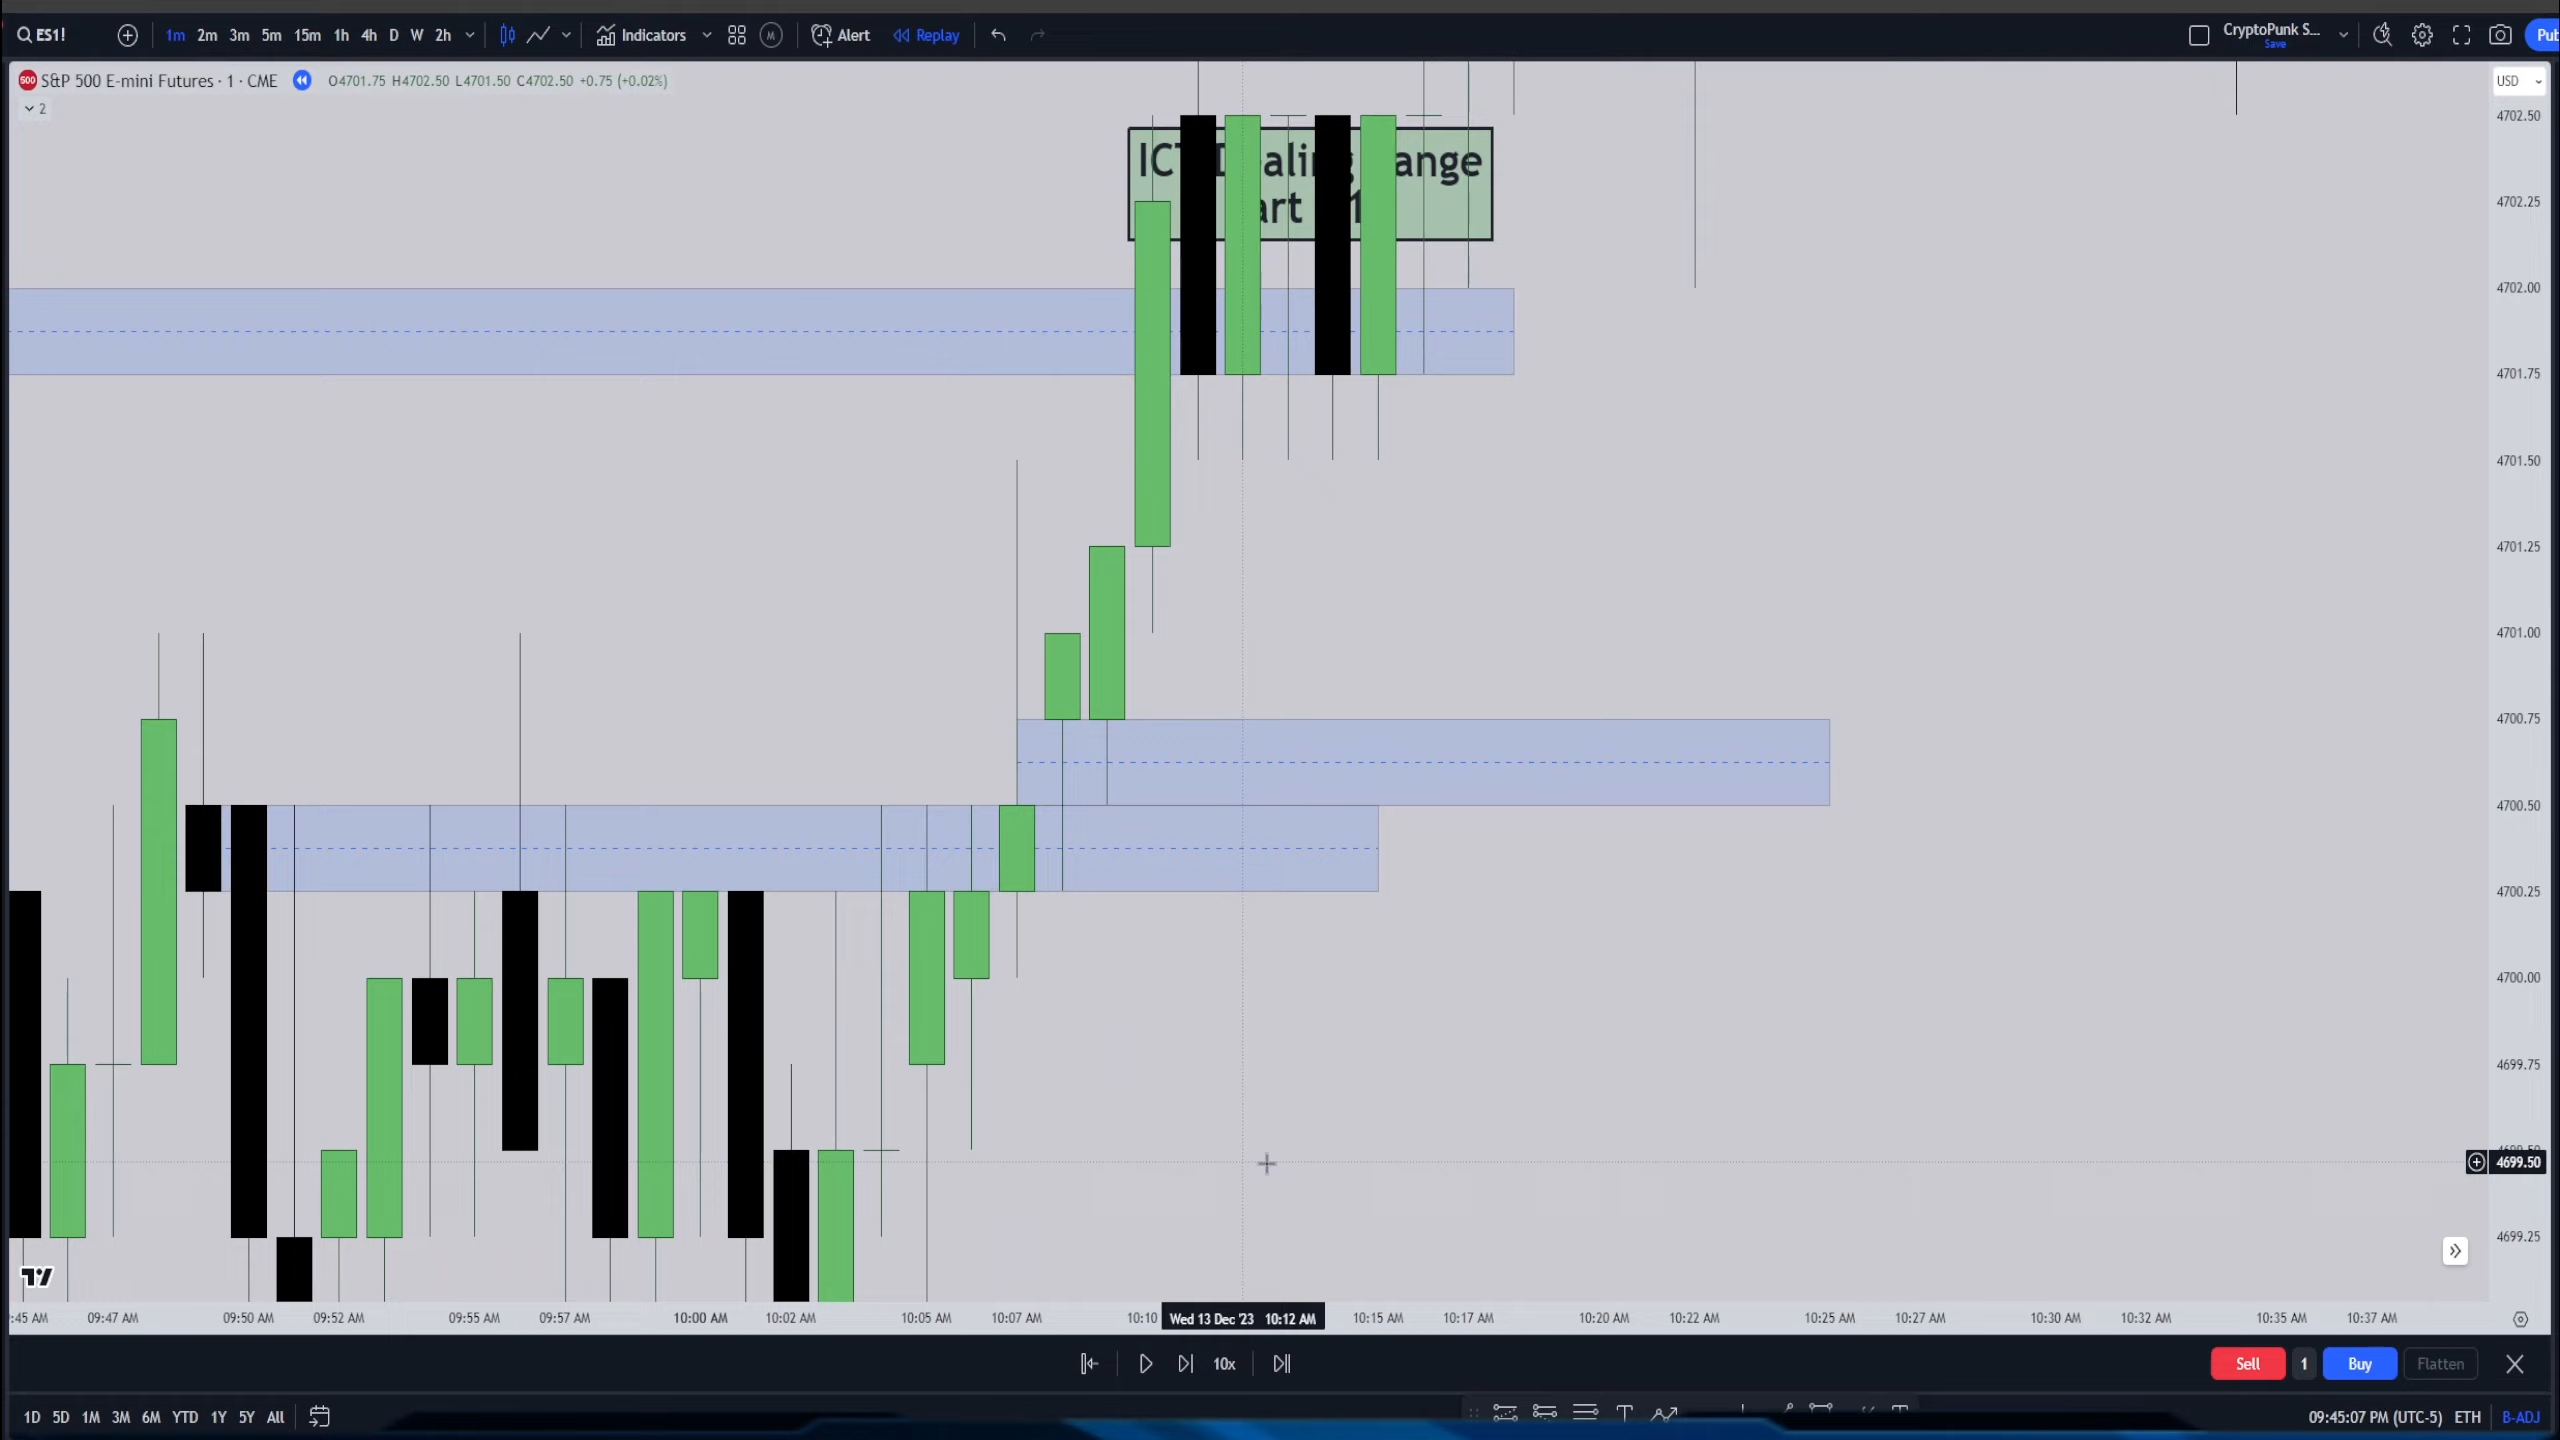 ES1!
1m 2m 3m 5m 15m 1h 4h D W 2h
Indicators
M
Alert
Replay
CryptoPunk S...
Save
500 S&P 500 E-mini Futures · 1 · CME
O4701.75 H4702.50 L4701.50 C4702.50 +0.75 (+0.02%)
2
USD
4702.50
4702.25
4702.00
4701.75
4701.50
4701.25
4701.00
4700.75
4700.50
4700.25
4700.00
4699.75
4699.50
4699.25
:45 AM 09:47 AM 09:50 AM 09:52 AM 09:55 AM 09:57 AM 10:00 AM 10:02 AM 10:05 AM 10:07 AM 10:10 Wed 13 Dec '23 10:12 AM 10:15 AM 10:17 AM 10:20 AM 10:22 AM 10:25 AM 10:27 AM 10:30 AM 10:32 AM 10:35 AM 10:37 AM
10x
Sell 1 Buy Flatten
1D 5D 1M 3M 6M YTD 1Y 5Y All
09:45:07 PM (UTC-5) ETH B-ADJ